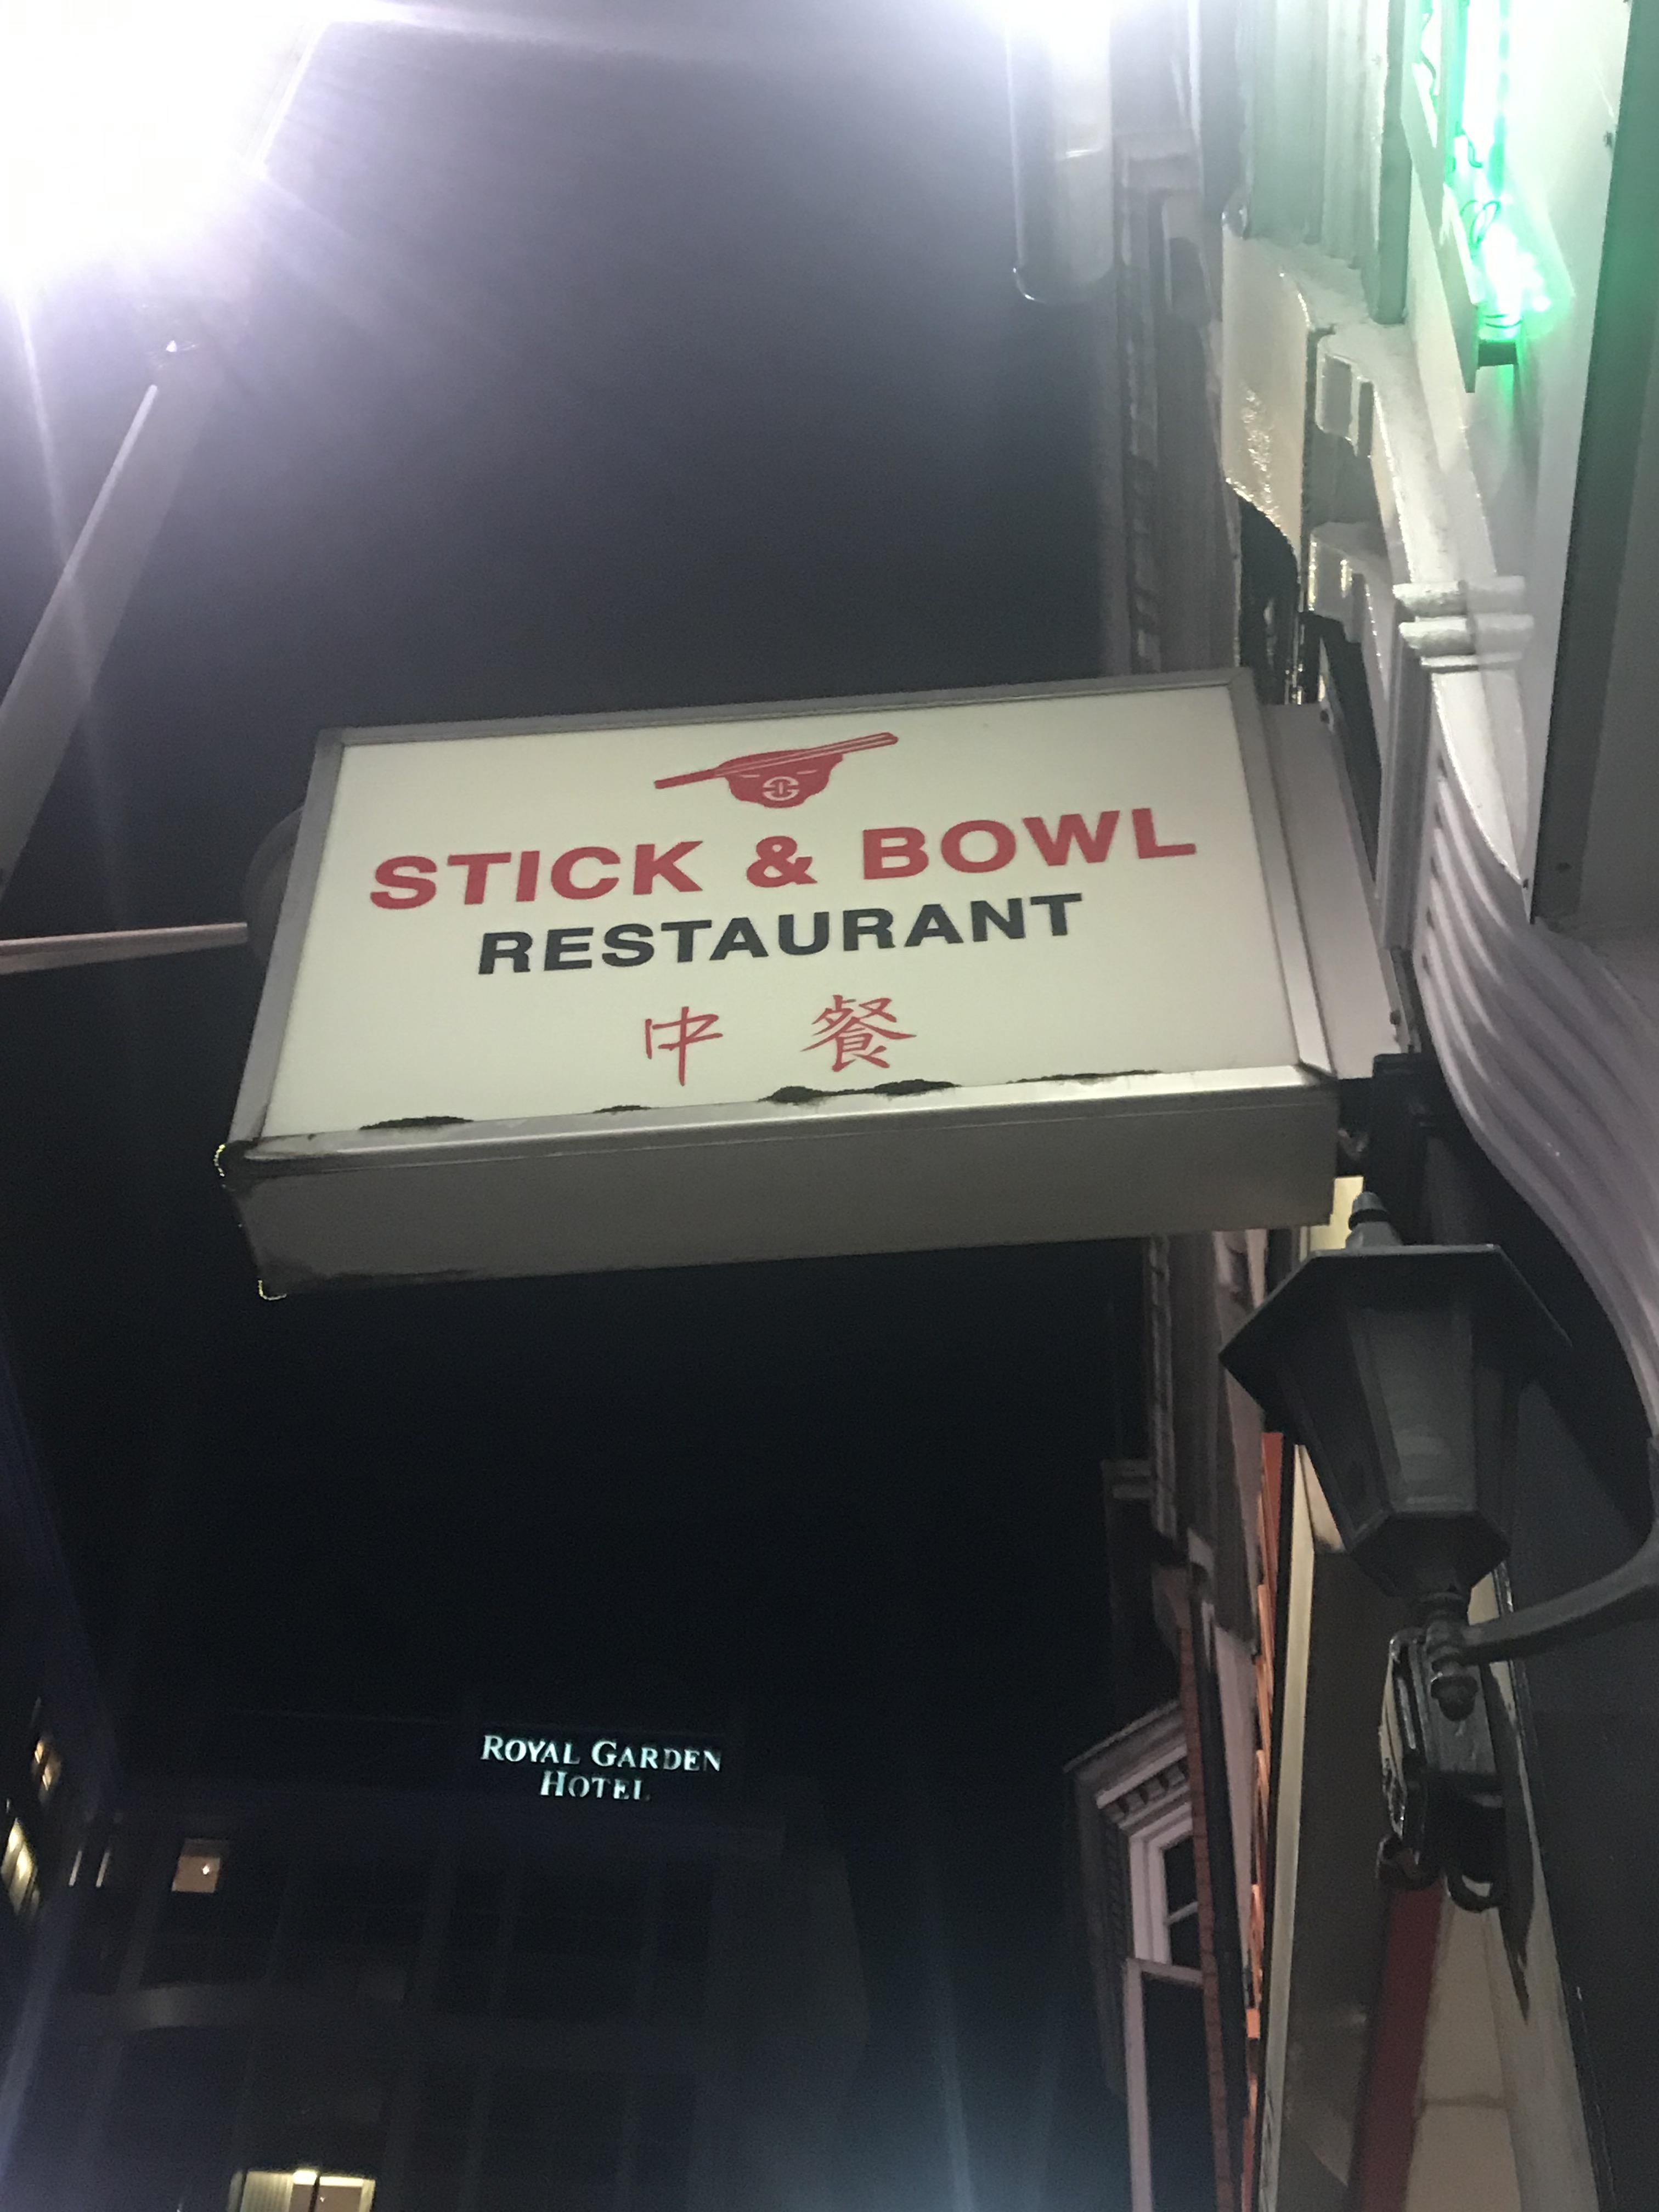 STICK & BOWL
RESTAURANT
中 餐
ROYAL GARDEN
HOTEL